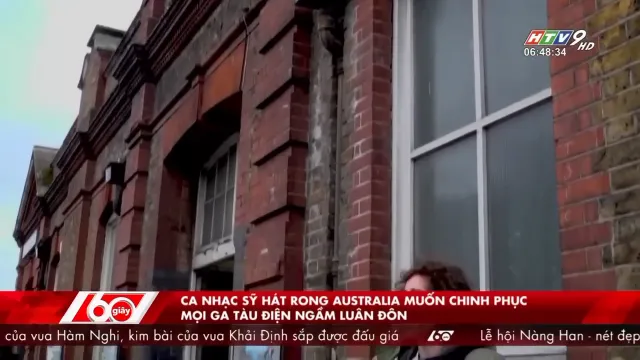 HTV9 HD
06:48:34
60 giây
CA NHẠC SỸ HÁT RONG AUSTRALIA MUỐN CHINH PHỤC
MỌI GA TÀU ĐIỆN NGẦM LUÂN ĐÔN
của vua Hàm Nghi, kim bài của vua Khải Định sắp được đấu giá Lễ hội Nàng Han - nét đẹp